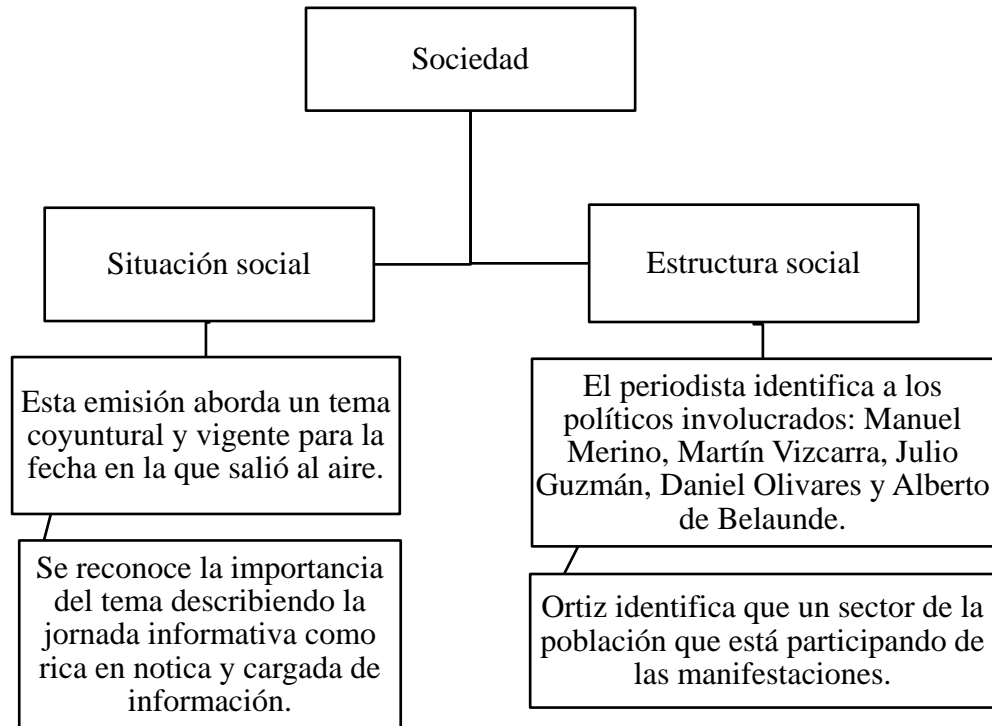 Sociedad
Situación social
Estructura social
Esta emisión aborda un tema
coyuntural y vigente para la
fecha en la que salió al aire.
Se reconoce la importancia
del tema describiendo la
jornada informativa como
rica en notica y cargada de
información.
El periodista identifica a los
políticos involucrados: Manuel
Merino, Martín Vizcarra, Julio
Guzmán, Daniel Olivares y Alberto
de Belaunde.
Ortiz identifica que un sector de la
población que está participando de
las manifestaciones.